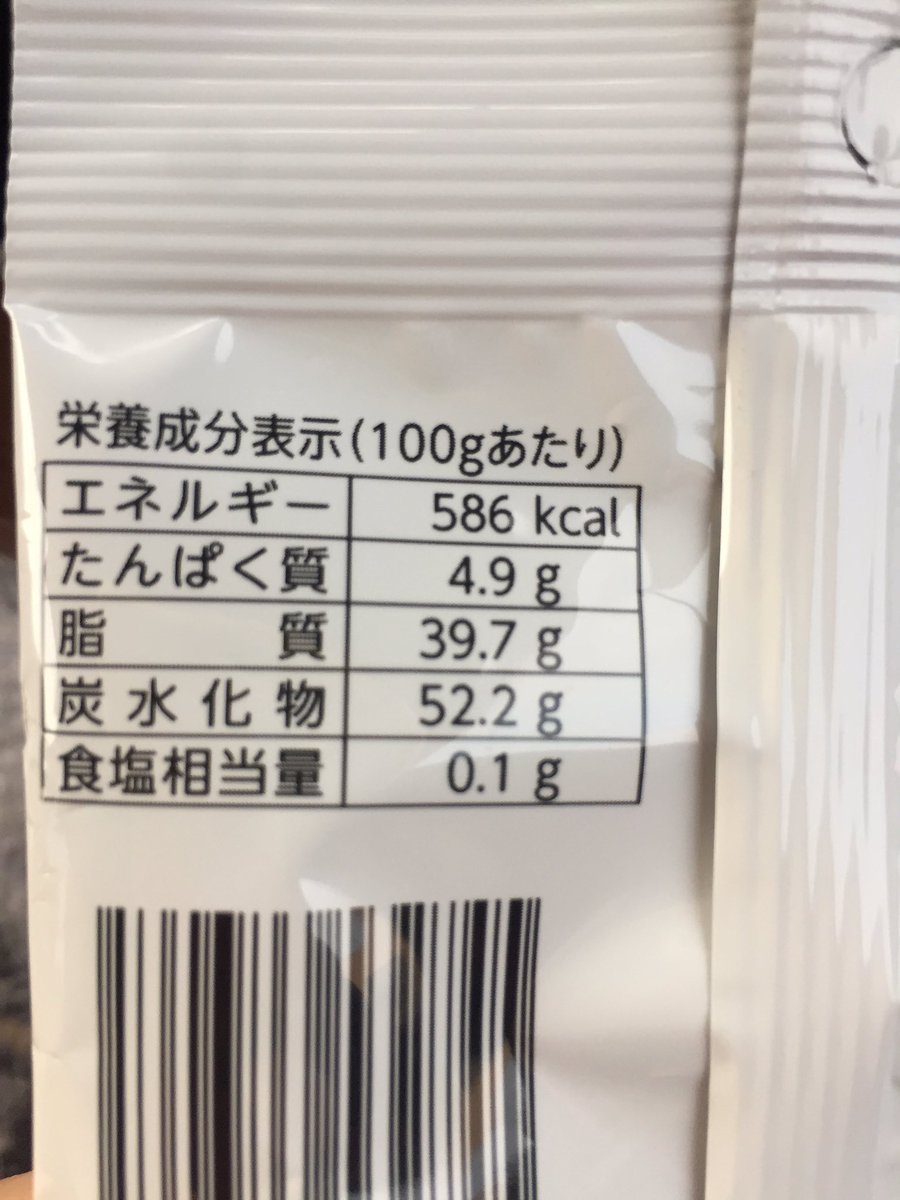 栄養成分表示(100gあたり)
エネルギー 586 kcal
たんぱく質 4.9 g
脂質 39.7 g
炭水化物 52.2 g
食塩相当量 0.1 g